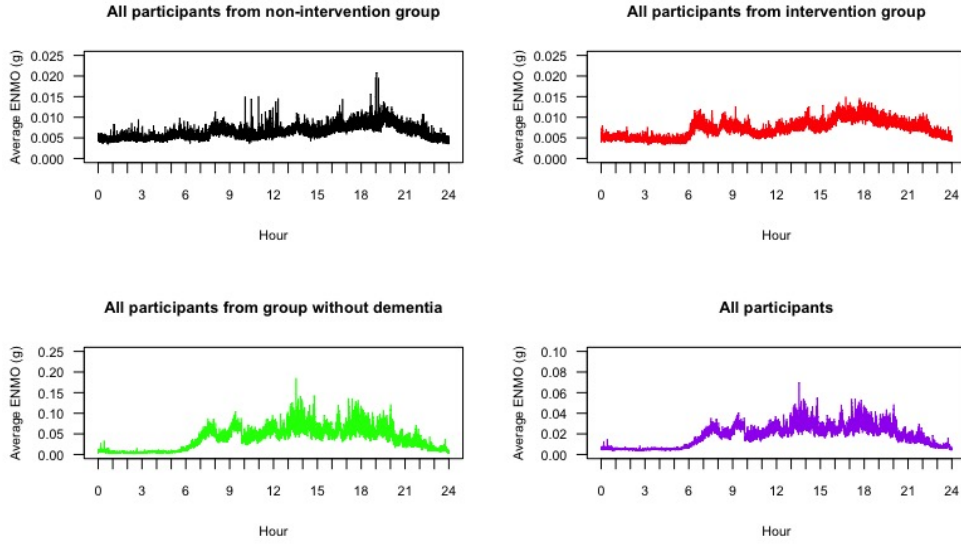 All participants from non-intervention group
Average ENMO (g)
0.025
0.020
0.015
0.010
0.005
0.000
0 3 6 9 12 15 18 21 24
Hour
All participants from intervention group
Average ENMO (g)
0.025
0.020
0.015
0.010
0.005
0.000
0 3 6 9 12 15 18 21 24
Hour
All participants from group without dementia
Average ENMO (g)
0.25
0.20
0.15
0.10
0.05
0.00
0 3 6 9 12 15 18 21 24
Hour
All participants
Average ENMO (g)
0.10
0.08
0.06
0.04
0.02
0.00
0 3 6 9 12 15 18 21 24
Hour